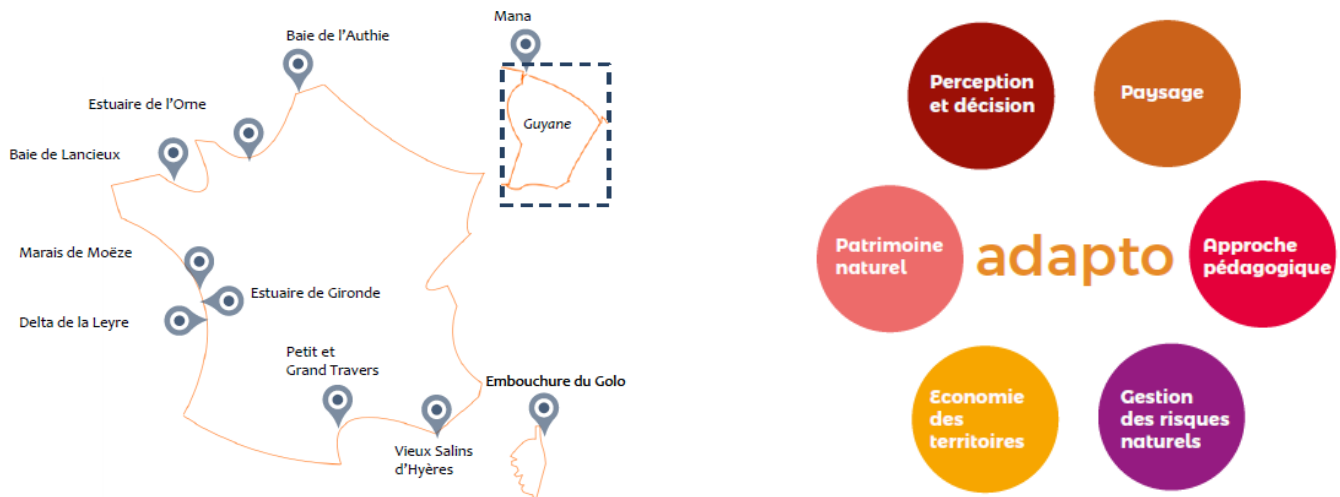 Mana
Baie de l'Authie
Estuaire de l'Orne
Guyane
Baie de Lancieux
Marais de Moëze
Estuaire de Gironde
Delta de la Leyre
Petit et
Grand Travers
Embouchure du Golo
Vieux Salins
d'Hyères
Perception
et décision
Paysage
Patrimoine
naturel
adapto
Approche
pédagogique
Economie
des
territoires
Gestion
des risques
naturels